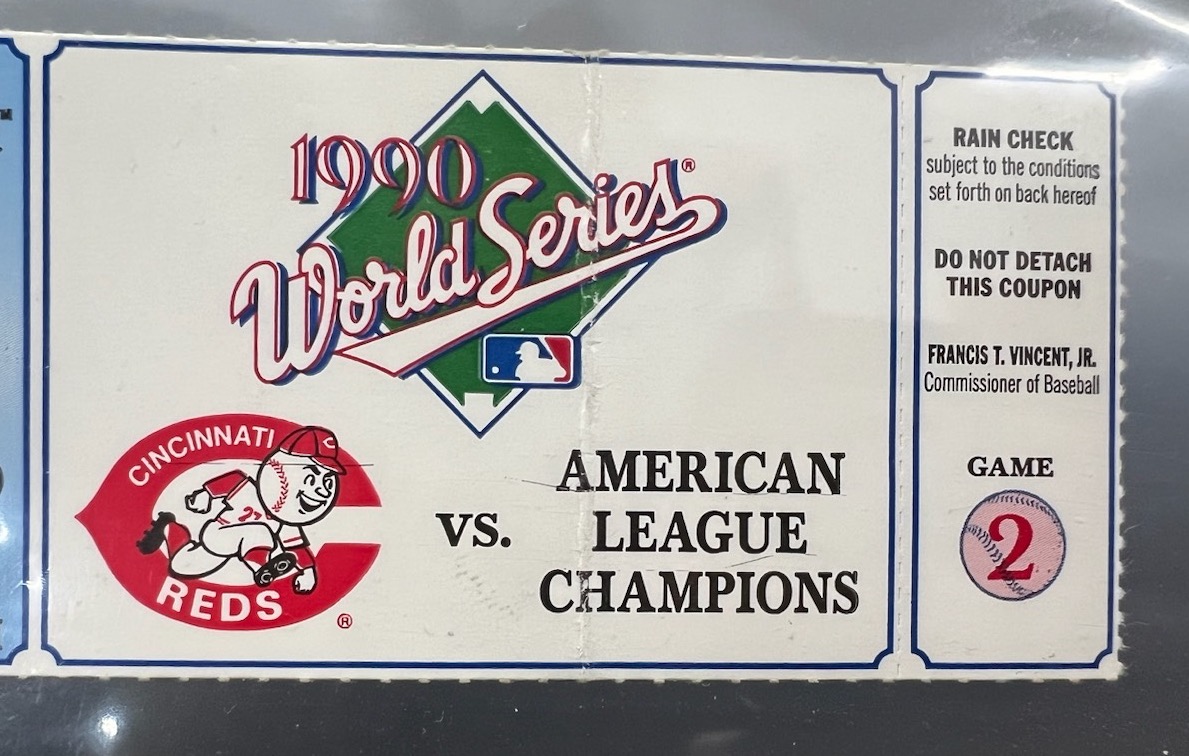 1990
World Series®
CINCINNATI
REDS ®
VS.
AMERICAN
LEAGUE
CHAMPIONS
RAIN CHECK
subject to the conditions
set forth on back hereof
DO NOT DETACH
THIS COUPON
FRANCIS T. VINCENT, JR.
Commissioner of Baseball
GAME
2